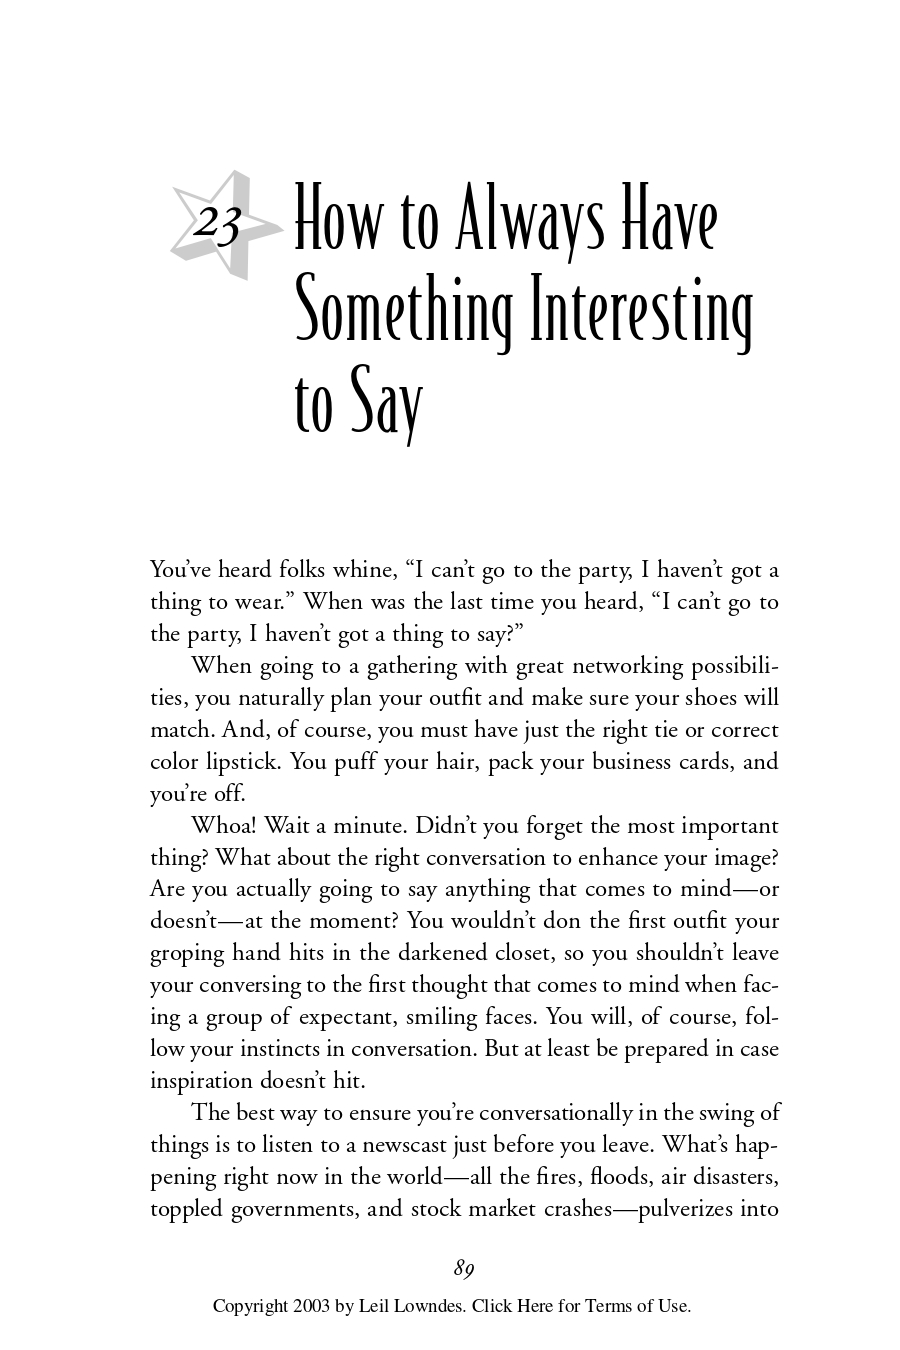 23
How to Always Have
Something Interesting
to Say
You’ve heard folks whine, “I can’t go to the party, I haven’t got a
thing to wear.” When was the last time you heard, “I can’t go to
the party, I haven’t got a thing to say?”
When going to a gathering with great networking possibili-
ties, you naturally plan your outfit and make sure your shoes will
match. And, of course, you must have just the right tie or correct
color lipstick. You puff your hair, pack your business cards, and
you’re off.
Whoa! Wait a minute. Didn’t you forget the most important
thing? What about the right conversation to enhance your image?
Are you actually going to say anything that comes to mind—or
doesn’t—at the moment? You wouldn’t don the first outfit your
groping hand hits in the darkened closet, so you shouldn’t leave
your conversing to the first thought that comes to mind when fac-
ing a group of expectant, smiling faces. You will, of course, fol-
low your instincts in conversation. But at least be prepared in case
inspiration doesn’t hit.
The best way to ensure you’re conversationally in the swing of
things is to listen to a newscast just before you leave. What’s hap-
pening right now in the world—all the fires, floods, air disasters,
toppled governments, and stock market crashes—pulverizes into
89
Copyright 2003 by Leil Lowndes. Click Here for Terms of Use.